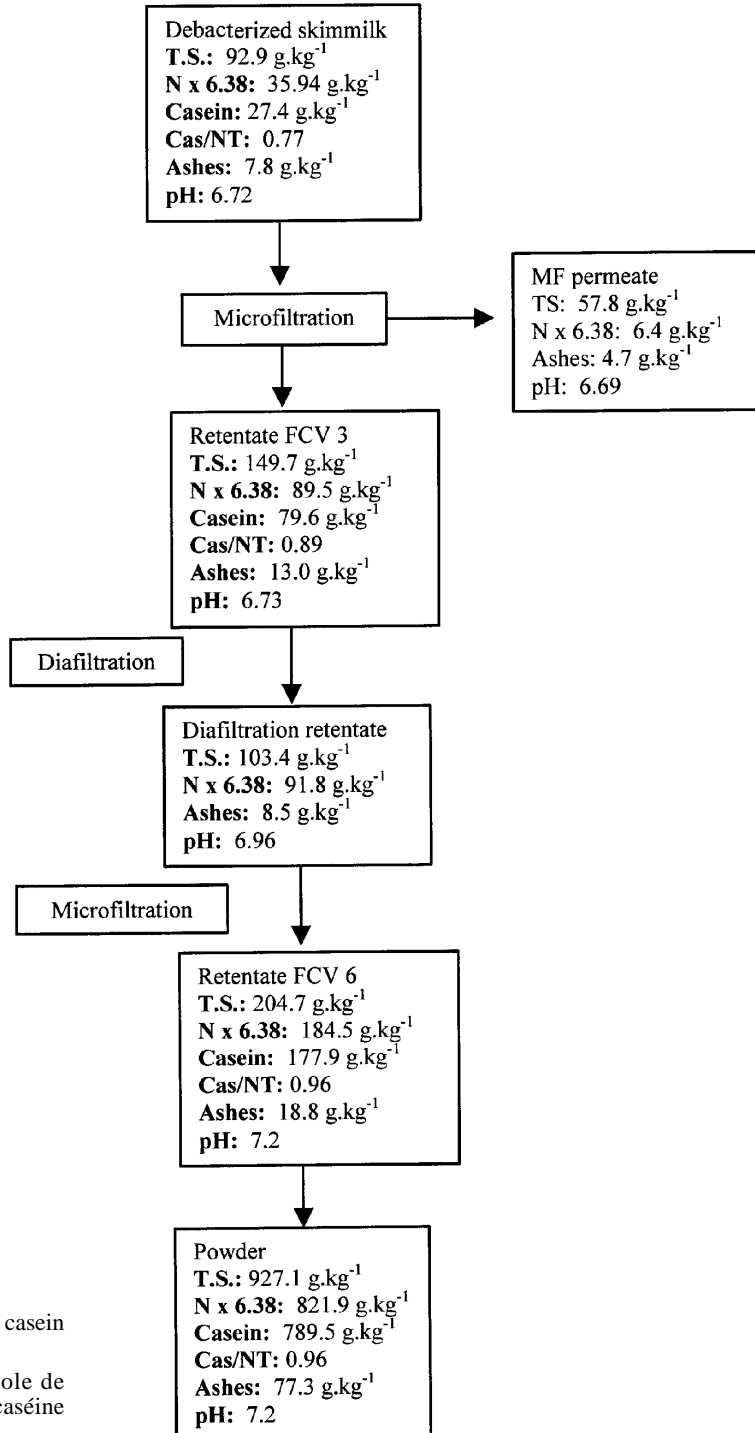 Debacterized skimmilk
T.S.: 92.9 g.kg⁻¹
N x 6.38: 35.94 g.kg⁻¹
Casein: 27.4 g.kg⁻¹
Cas/NT: 0.77
Ashes: 7.8 g.kg⁻¹
pH: 6.72
Microfiltration
MF permeate
TS: 57.8 g.kg⁻¹
N x 6.38: 6.4 g.kg⁻¹
Ashes: 4.7 g.kg⁻¹
pH: 6.69
Retentate FCV 3
T.S.: 149.7 g.kg⁻¹
N x 6.38: 89.5 g.kg⁻¹
Casein: 79.6 g.kg⁻¹
Cas/NT: 0.89
Ashes: 13.0 g.kg⁻¹
pH: 6.73
Diafiltration
Diafiltration retentate
T.S.: 103.4 g.kg⁻¹
N x 6.38: 91.8 g.kg⁻¹
Ashes: 8.5 g.kg⁻¹
pH: 6.96
Microfiltration
Retentate FCV 6
T.S.: 204.7 g.kg⁻¹
N x 6.38: 184.5 g.kg⁻¹
Casein: 177.9 g.kg⁻¹
Cas/NT: 0.96
Ashes: 18.8 g.kg⁻¹
pH: 7.2
Powder
T.S.: 927.1 g.kg⁻¹
N x 6.38: 821.9 g.kg⁻¹
Casein: 789.5 g.kg⁻¹
Cas/NT: 0.96
Ashes: 77.3 g.kg⁻¹
pH: 7.2
casein
ole de
caséine